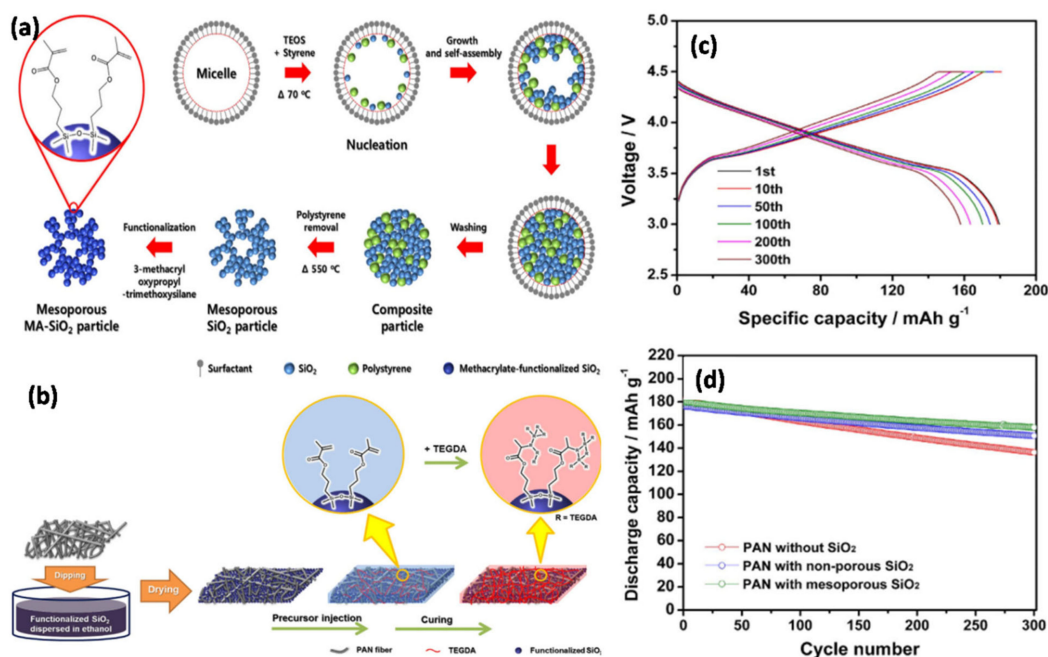 (a)
O
O
O
O
Si
O
Si
Micelle
TEOS
+ Styrene
Δ 70 ℃
Nucleation
Growth
and self-assembly
Washing
Composite
particle
Polystyrene
removal
Δ 550 ℃
Mesoporous
SiO₂ particle
Functionalization
3-methacryl
oxypropyl
-trimethoxysilane
Mesoporous
MA-SiO₂ particle
Surfactant
SiO₂
Polystyrene
Methacrylate-functionalized SiO₂
(b)
+ TEGDA
R = TEGDA
Dipping
Functionalized SiO₂
dispersed in ethanol
Drying
Precursor injection
Curing
PAN fiber
TEGDA
Functionalized SiO₂
(c)
Voltage / V
4.5
4.0
3.5
3.0
2.5
1st
10th
50th
100th
200th
300th
0 40 80 120 160 200
Specific capacity / mAh g⁻¹
(d)
Discharge capacity / mAh g⁻¹
220
200
180
160
140
120
100
80
60
40
20
0
PAN without SiO₂
PAN with non-porous SiO₂
PAN with mesoporous SiO₂
0 50 100 150 200 250 300
Cycle number